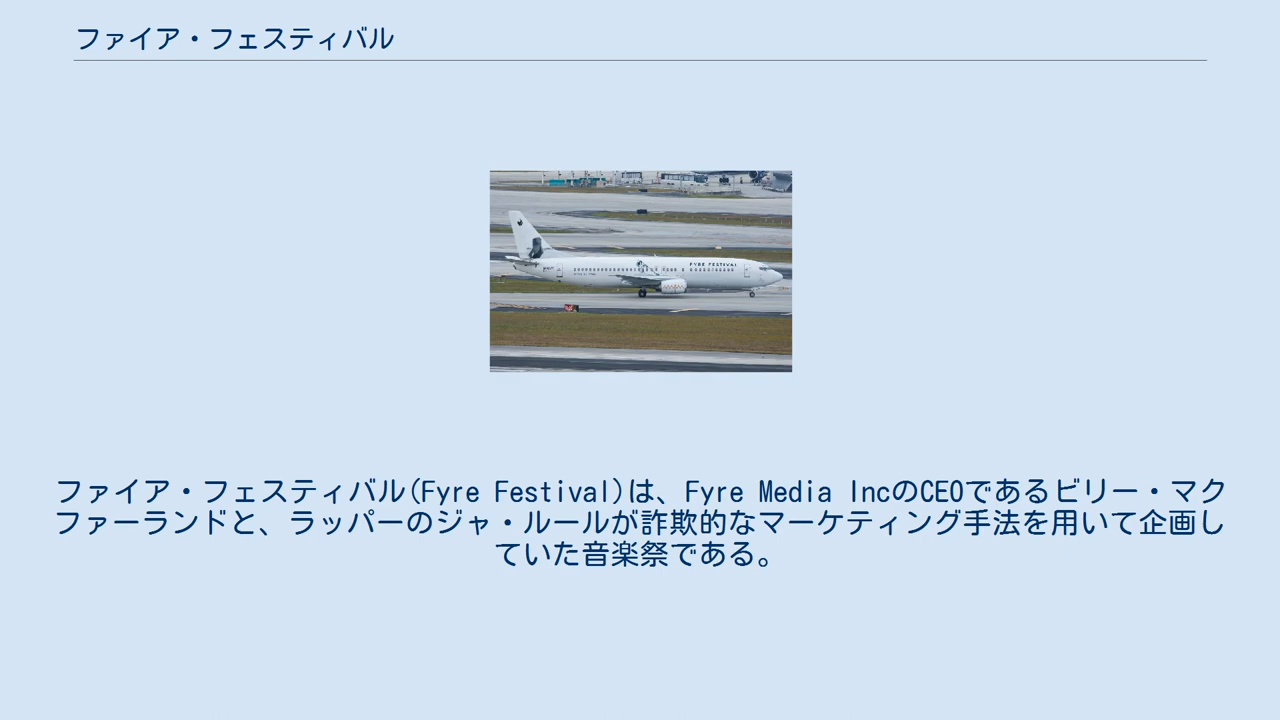 ファイア・フェスティバル
FYRE FESTIVAL
ファイア・フェスティバル(Fyre Festival)は、Fyre Media IncのCEOであるビリー・マク
ファーランドと、ラッパーのジャ・ルールが詐欺的なマーケティング手法を用いて企画し
ていた音楽祭である。